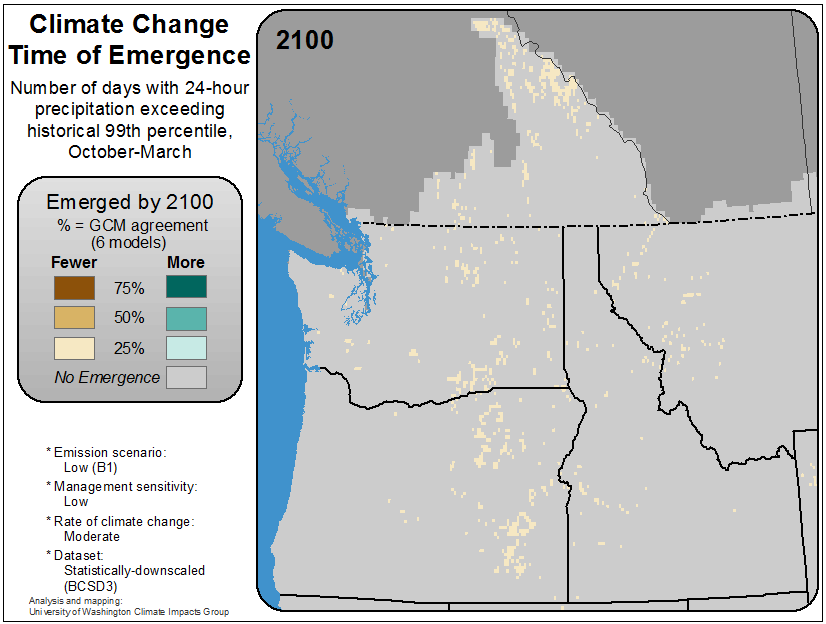 Climate Change
Time of Emergence
Number of days with 24-hour
precipitation exceeding
historical 99th percentile,
October-March
Emerged by 2100
% = GCM agreement
(6 models)
Fewer More
75%
50%
25%
No Emergence
* Emission scenario:
Low (B1)
* Management sensitivity:
Low
* Rate of climate change:
Moderate
* Dataset:
Statistically-downscaled
(BCSD3)
Analysis and mapping:
University of Washington Climate Impacts Group
2100